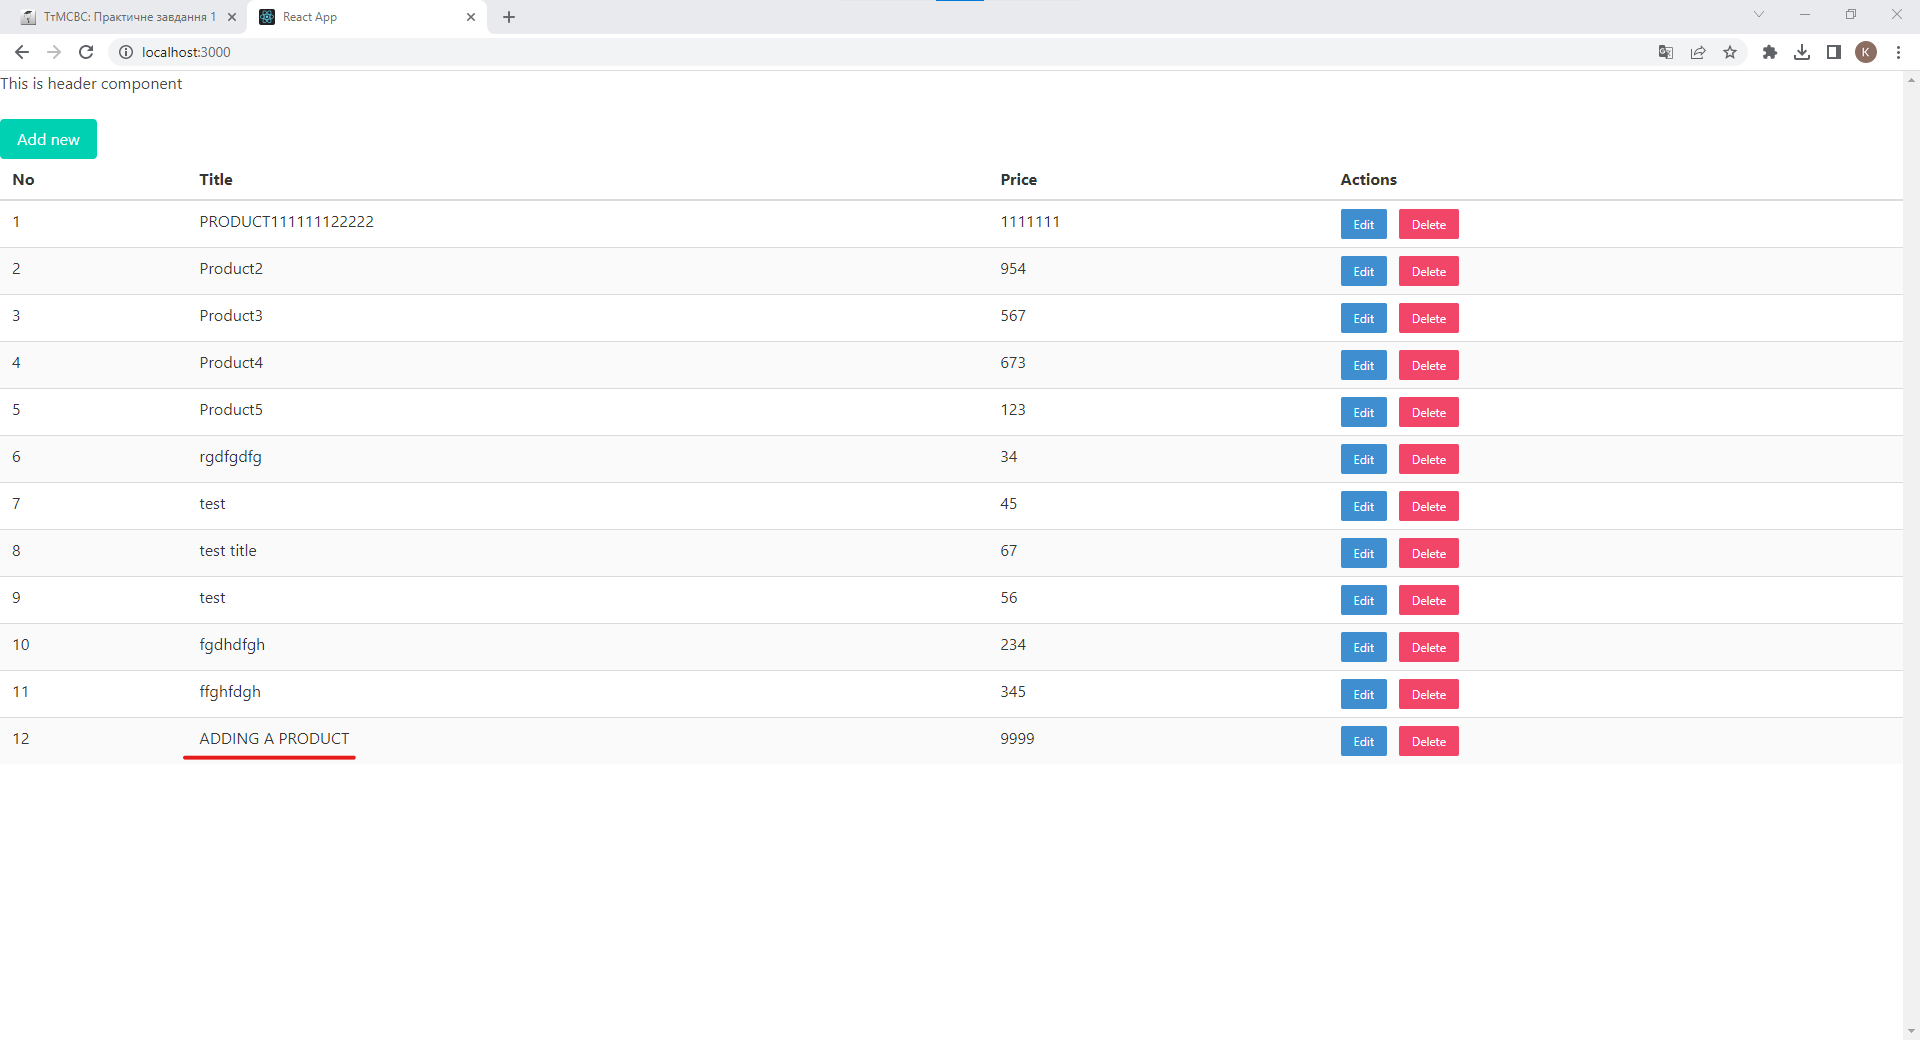 ТтМСВС: Практичне завдання 1
React App
localhost:3000
K
This is header component
Add new
No Title Price Actions
1 PRODUCT111111122222 1111111 Edit Delete
2 Product2 954 Edit Delete
3 Product3 567 Edit Delete
4 Product4 673 Edit Delete
5 Product5 123 Edit Delete
6 rgdfgdfg 34 Edit Delete
7 test 45 Edit Delete
8 test title 67 Edit Delete
9 test 56 Edit Delete
10 fgdhdfgh 234 Edit Delete
11 ffghfdgh 345 Edit Delete
12 ADDING A PRODUCT 9999 Edit Delete